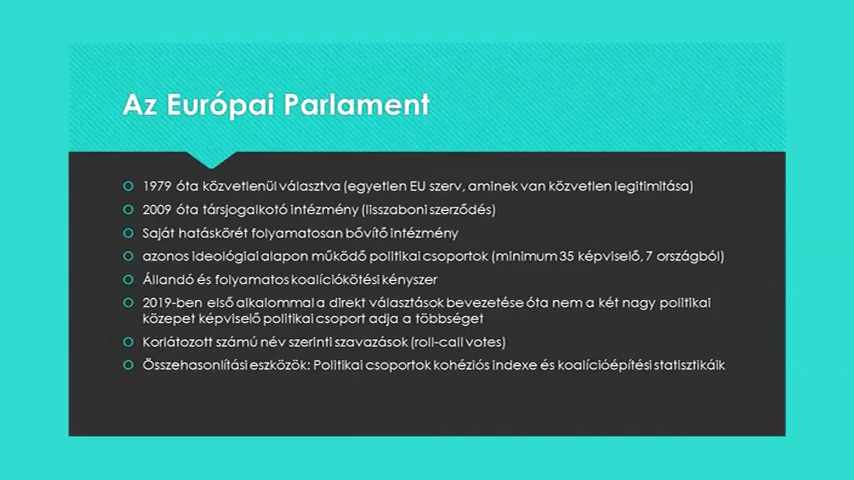 Az Európai Parlament
1979 óta közvetlenül választva (egyetlen EU szerv, aminek van közvetlen legitimitása)
2009 óta társjogalkotó intézmény (lisszaboni szerződés)
Saját hatáskörét folyamatosan bővítő intézmény
azonos ideológiai alapon működő politikai csoportok (minimum 35 képviselő, 7 országból)
Állandó és folyamatos koalíciókötési kényszer
2019-ben első alkalommal a direkt választások bevezetése óta nem a két nagy politikai
közepet képviselő politikai csoport adja a többséget
Korlátozott számú név szerinti szavazások (roll-call votes)
Összehasonlítási eszközök: Politikai csoportok kohéziós indexe és koalícióépítési statisztikáik